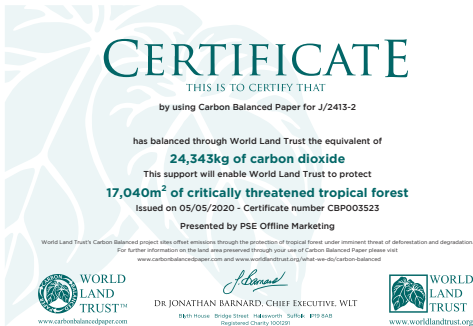 CERTIFICATE
THIS IS TO CERTIFY THAT
by using Carbon Balanced Paper for J/2413-2
has balanced through World Land Trust the equivalent of
24,343kg of carbon dioxide
This support will enable World Land Trust to protect
17,040m² of critically threatened tropical forest
Issued on 05/05/2020 - Certificate number CBP003523
Presented by PSE Offline Marketing
World Land Trust's Carbon Balanced project sites offset emissions through the protection of tropical forest under imminent threat of deforestation and degradation.
For further information on the land area preserved through your use of Carbon Balanced Paper please visit
www.carbonbalancedpaper.com and www.worldlandtrust.org/what-we-do/carbon-balanced
WORLD
LAND
TRUST™
www.carbonbalancedpaper.com
J. Barnard
DR JONATHAN BARNARD, CHIEF EXECUTIVE, WLT
Blyth House Bridge Street Halesworth Suffolk IP19 8AB
Registered Charity 1001291
WORLD
LAND
TRUST
www.worldlandtrust.org